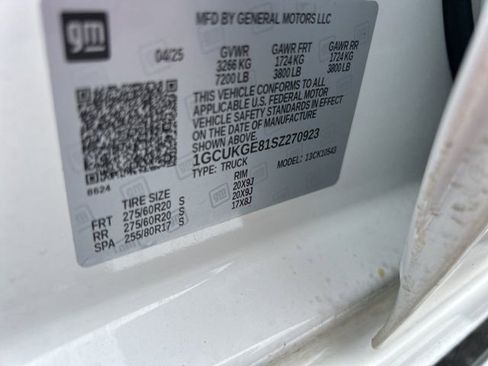 gm
MFD BY GENERAL MOTORS LLC
04/25 GVWR GAWR FRT GAWR RR
3266 KG 1724 KG 1724 KG
7200 LB 3800 LB 3800 LB
THIS VEHICLE CONFORMS TO ALL
APPLICABLE U.S. FEDERAL MOTOR
VEHICLE SAFETY AND THEFT PREVENTION
STANDARDS IN EFFECT ON THE DATE OF MANUFACTURE
SHOWN ABOVE.
1GCUKGE81SZ270923
TYPE: TRUCK MODEL: 13CK10543
8624
TIRE SIZE RIM
FRT 275/60R20 S 20X9J
RR 275/60R20 S 20X9J
SPA 255/80R17 S 17X8J